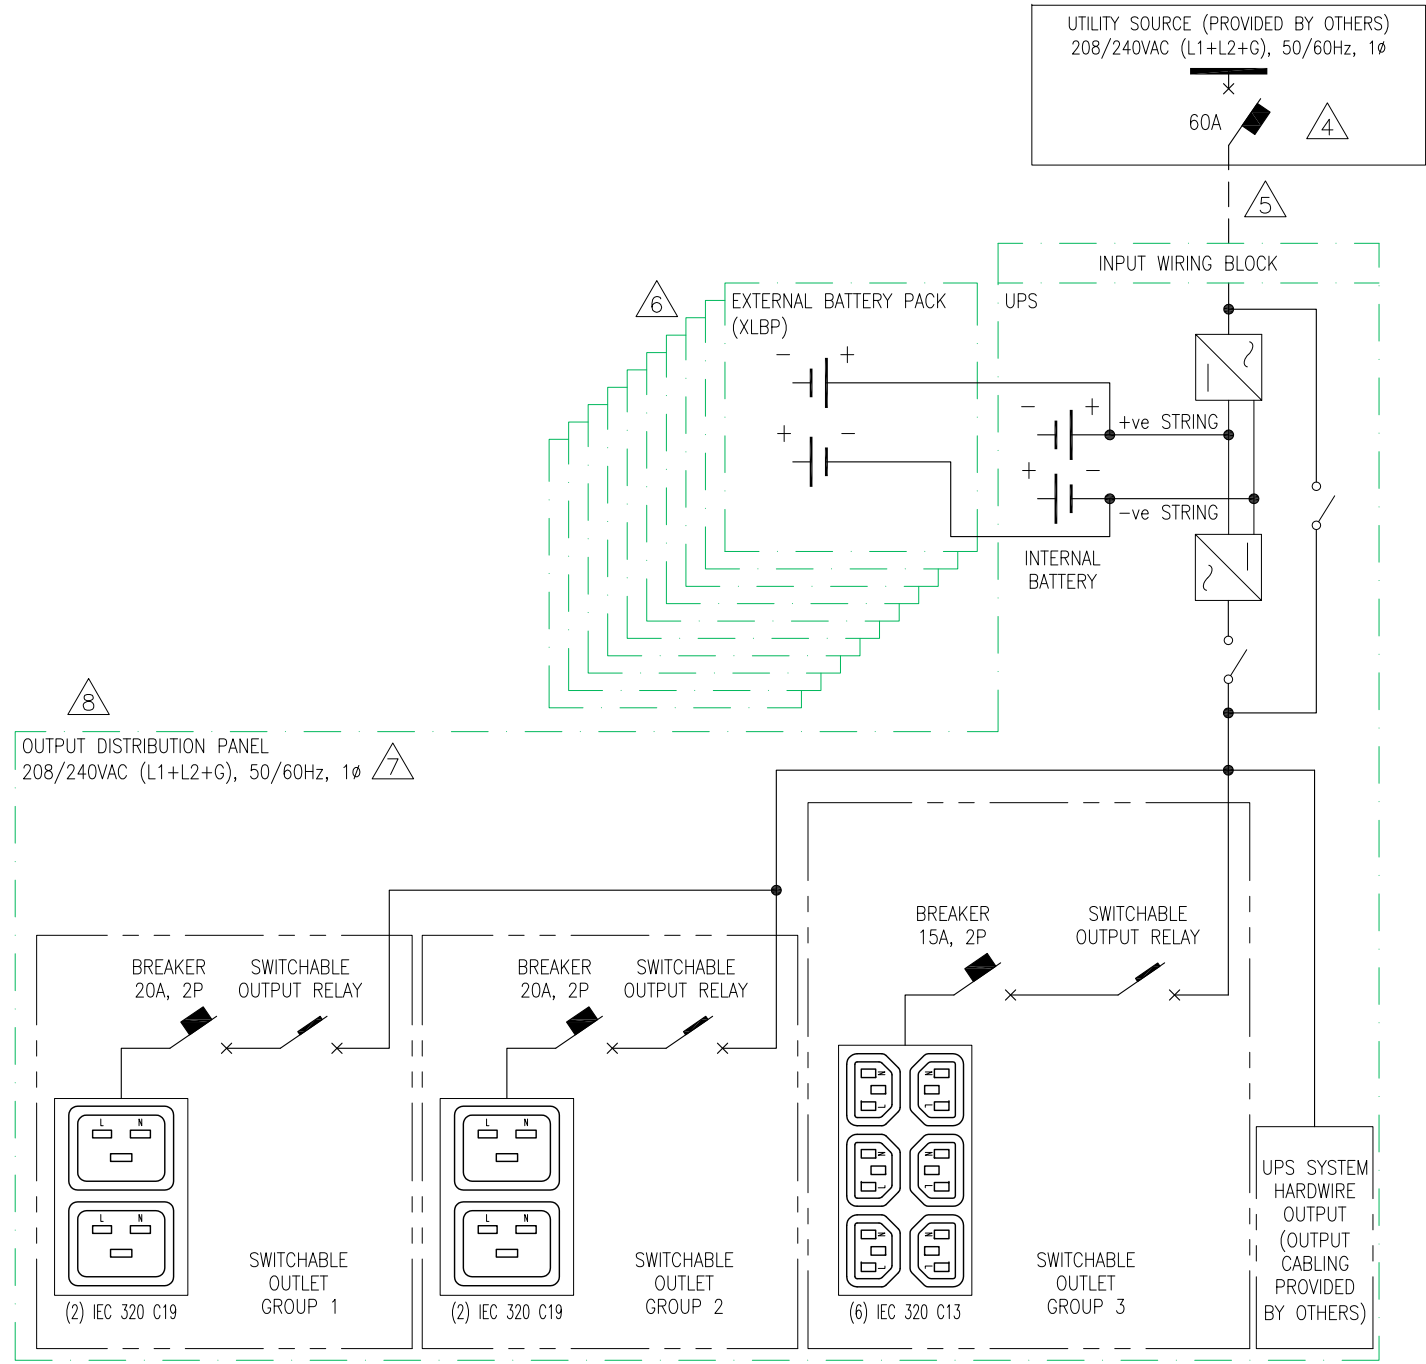 UTILITY SOURCE (PROVIDED BY OTHERS)
208/240VAC (L1+L2+G), 50/60Hz, 1ø
60A
4
5
INPUT WIRING BLOCK
6
EXTERNAL BATTERY PACK
(XLBP)
UPS
- +
+ -
- +
+ve STRING
+ -
-ve STRING
INTERNAL
BATTERY
8
OUTPUT DISTRIBUTION PANEL
208/240VAC (L1+L2+G), 50/60Hz, 1ø
7
BREAKER
20A, 2P
SWITCHABLE
OUTPUT RELAY
L N
L N
(2) IEC 320 C19
SWITCHABLE
OUTLET
GROUP 1
BREAKER
20A, 2P
SWITCHABLE
OUTPUT RELAY
L N
L N
(2) IEC 320 C19
SWITCHABLE
OUTLET
GROUP 2
BREAKER
15A, 2P
SWITCHABLE
OUTPUT RELAY
N N
L L
N N
L L
N N
L L
(6) IEC 320 C13
SWITCHABLE
OUTLET
GROUP 3
UPS SYSTEM
HARDWIRE
OUTPUT
(OUTPUT
CABLING
PROVIDED
BY OTHERS)